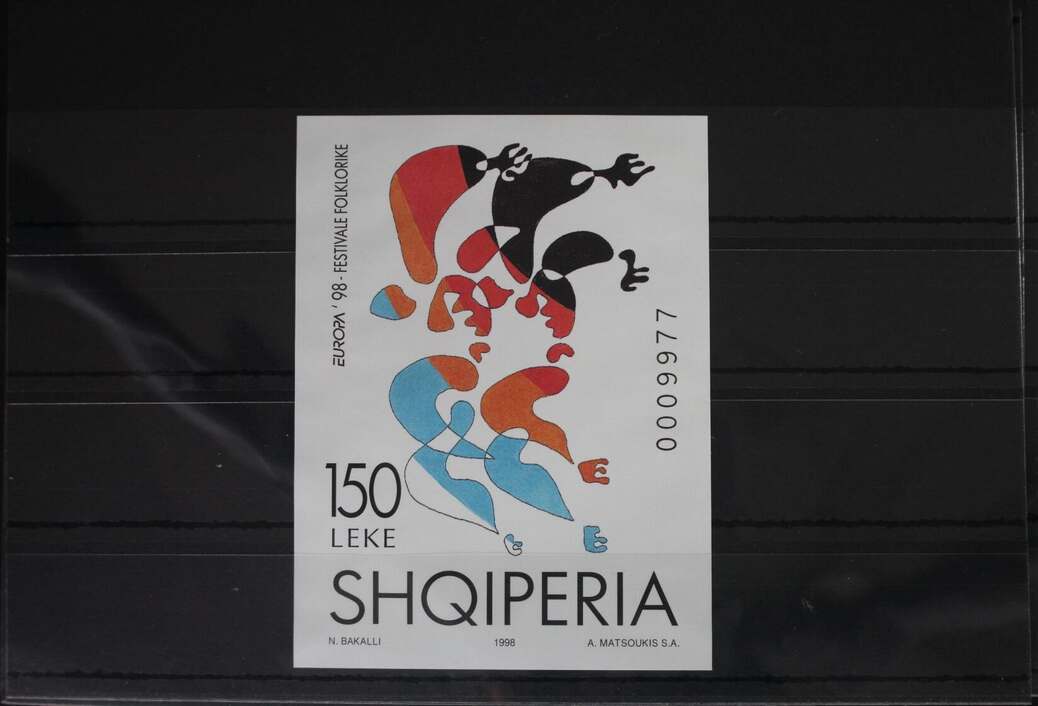 EUROPA '98 - FESTIVALE FOLKLORIKE
0009977
150
LEKE
SHQIPERIA
N. BAKALLI 1998 A. MATSOUKIS S.A.